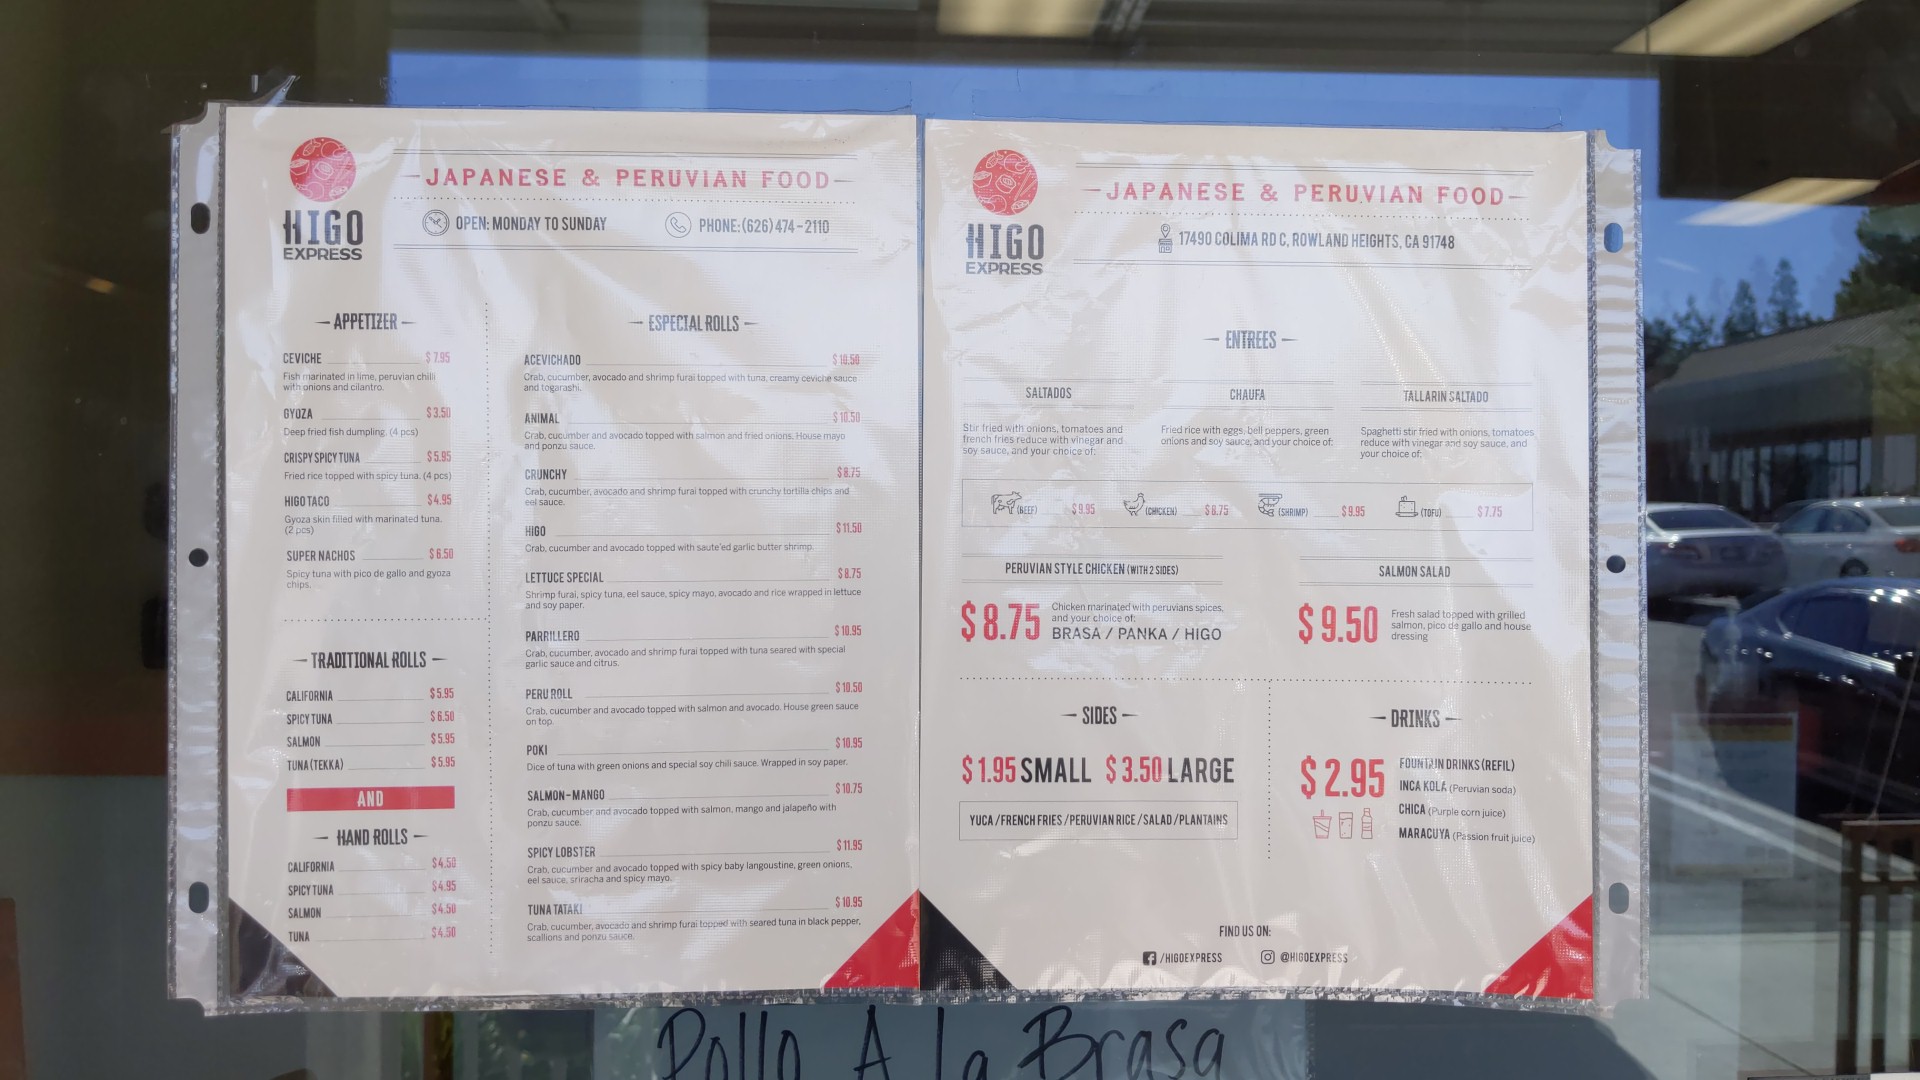 HIGO
EXPRESS
JAPANESE & PERUVIAN FOOD
OPEN: MONDAY TO SUNDAY
PHONE: (626) 474-2110
APPETIZER
CEVICHE $7.95
Fish marinated in lime, peruvian chilli
with onions and cilantro.
GYOZA $3.50
Deep fried fish dumpling. (4 pcs)
CRISPY SPICY TUNA $5.95
Fried rice topped with spicy tuna. (4 pcs)
HIGO TACO $4.95
Gyoza skin filled with marinated tuna.
(2 pcs)
SUPER NACHOS $6.50
Spicy tuna with pico de gallo and gyoza
chips.
TRADITIONAL ROLLS
CALIFORNIA $5.95
SPICY TUNA $6.50
SALMON $5.95
TUNA (TEKKA) $5.95
AND
HAND ROLLS
CALIFORNIA $4.50
SPICY TUNA $4.95
SALMON $4.50
TUNA $4.50
ESPECIAL ROLLS
ACEVICHADO $10.50
Crab, cucumber, avocado and shrimp furai topped with tuna, creamy ceviche sauce
and togarashi.
ANIMAL $10.50
Crab, cucumber and avocado topped with salmon and fried onions. House mayo
and ponzu sauce.
CRUNCHY $8.75
Crab, cucumber, avocado and shrimp furai topped with crunchy tortilla chips and
eel sauce.
HIGO $11.50
Crab, cucumber and avocado topped with saute'ed garlic butter shrimp.
LETTUCE SPECIAL $8.75
Shrimp furai, spicy tuna, eel sauce, spicy mayo, avocado and rice wrapped in lettuce
and soy paper.
PARRILLERO $10.95
Crab, cucumber, avocado and shrimp furai topped with tuna seared with special
garlic sauce and citrus.
PERU ROLL $10.50
Crab, cucumber and avocado topped with salmon and avocado. House green sauce
on top.
POKI $10.95
Dice of tuna with green onions and special soy chili sauce. Wrapped in soy paper.
SALMON-MANGO $10.75
Crab, cucumber and avocado topped with salmon, mango and jalapeño with
ponzu sauce.
SPICY LOBSTER $11.95
Crab, cucumber and avocado topped with spicy baby langoustine, green onions,
eel sauce, sriracha and spicy mayo.
TUNA TATAKI $10.95
Crab, cucumber, avocado and shrimp furai topped with seared tuna in black pepper,
scallions and ponzu sauce.
HIGO
EXPRESS
JAPANESE & PERUVIAN FOOD
17490 COLIMA RD C, ROWLAND HEIGHTS, CA 91748
ENTREES
SALTADOS
Stir fried with onions, tomatoes and
french fries reduce with vinegar and
soy sauce, and your choice of:
CHAUFA
Fried rice with eggs, bell peppers, green
onions and soy sauce, and your choice of:
TALLARIN SALTADO
Spaghetti stir fried with onions, tomatoes
reduce with vinegar and soy sauce, and
your choice of:
(BEEF) $9.95 (CHICKEN) $8.75 (SHRIMP) $9.95 (TOFU) $7.75
PERUVIAN STYLE CHICKEN (WITH 2 SIDES)
$8.75
Chicken marinated with peruvians spices,
and your choice of:
BRASA / PANKA / HIGO
SALMON SALAD
$9.50
Fresh salad topped with grilled
salmon, pico de gallo and house
dressing
SIDES
$1.95 SMALL $3.50 LARGE
YUCA / FRENCH FRIES / PERUVIAN RICE / SALAD / PLANTAINS
DRINKS
$2.95
FOUNTAIN DRINKS (REFIL)
INCA KOLA (Peruvian soda)
CHICA (Purple corn juice)
MARACUYA (Passion fruit juice)
FIND US ON:
/HIGOEXPRESS @HIGOEXPRESS
Pollo A la Brasa